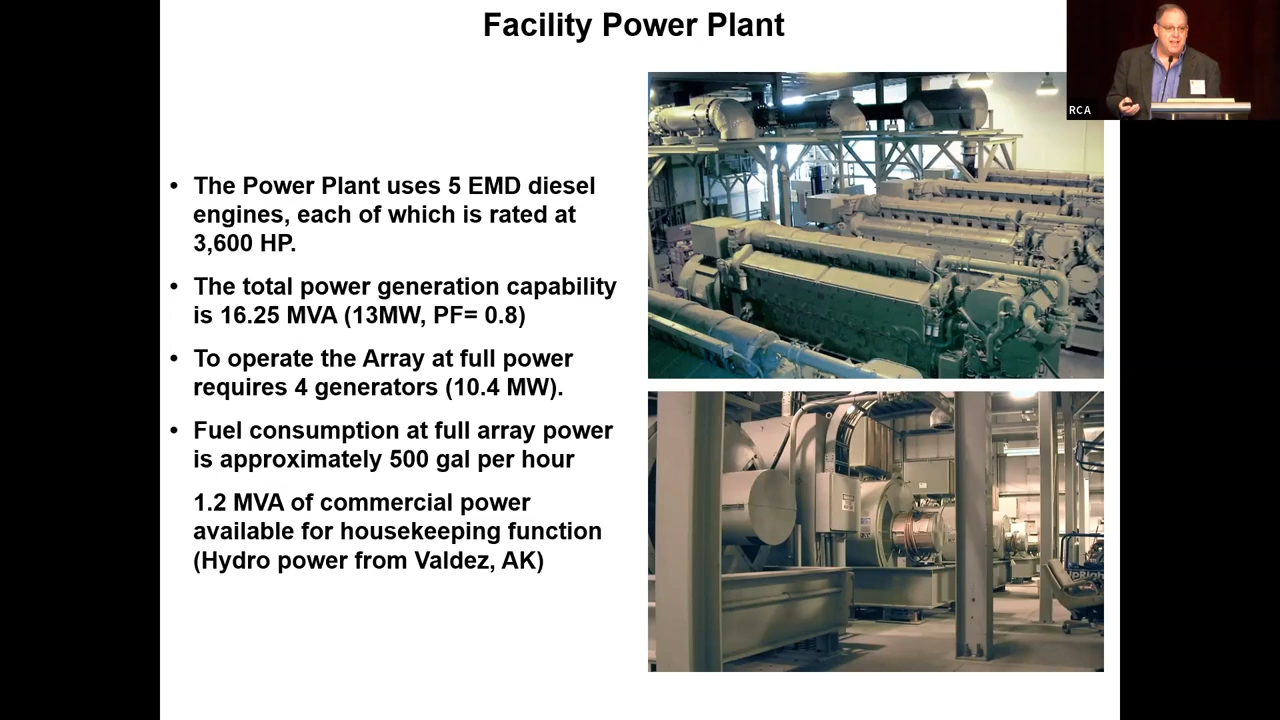 Facility Power Plant
RCA
• The Power Plant uses 5 EMD diesel
engines, each of which is rated at
3,600 HP.
• The total power generation capability
is 16.25 MVA (13MW, PF= 0.8)
• To operate the Array at full power
requires 4 generators (10.4 MW).
• Fuel consumption at full array power
is approximately 500 gal per hour
1.2 MVA of commercial power
available for housekeeping function
(Hydro power from Valdez, AK)
UpRight